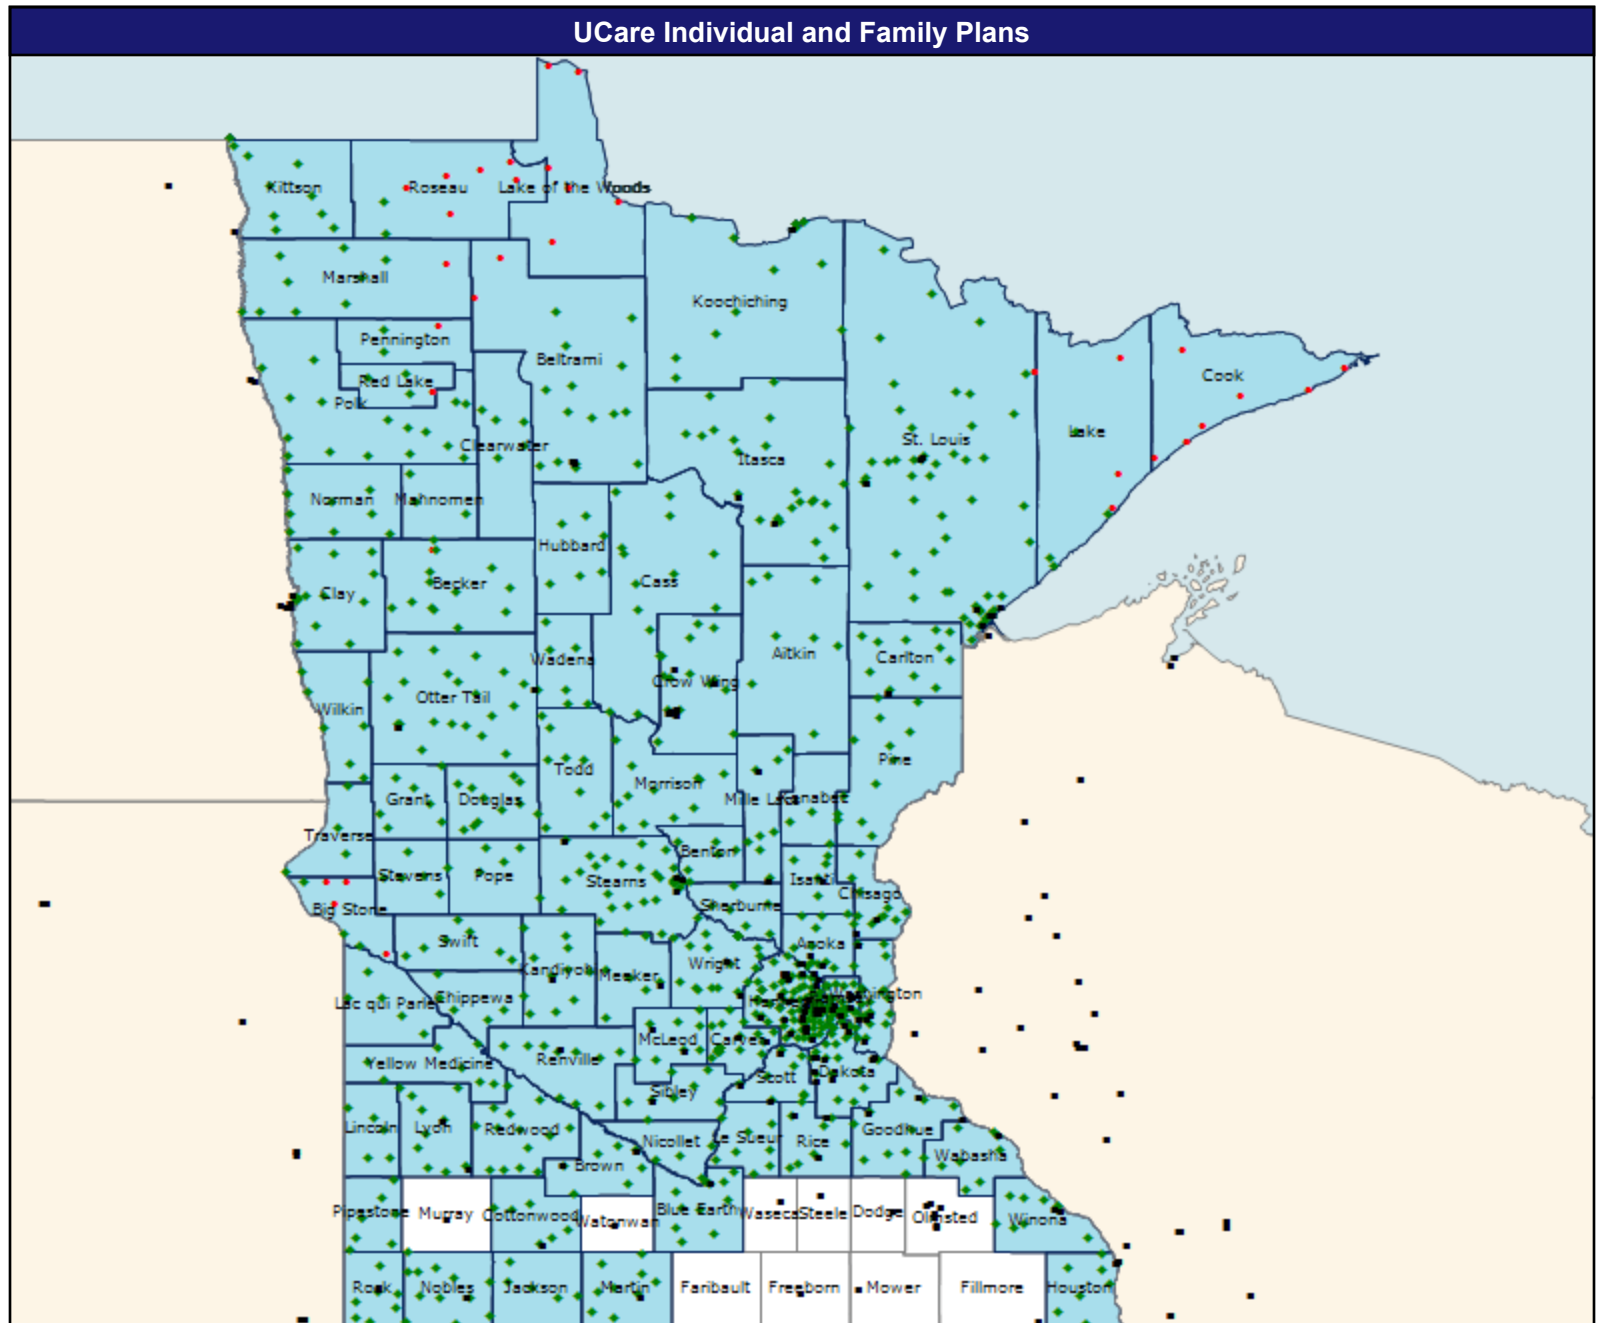 UCare Individual and Family Plans
Kittson
Roseau
Lake of the Woods
Marshall
Koochiching
Pennington
Beltrami
Red Lake
Polk
Cook
Lake
St. Louis
Clearwater
Itasca
Norman
Mahnomen
Hubbard
Cass
Becker
Clay
Wadena
Aitkin
Carlton
Crow Wing
Otter Tail
Wilkin
Pine
Todd
Morrison
Grant
Douglas
Mille Lacs
Kanabec
Traverse
Benton
Stevens
Pope
Stearns
Isanti
Chisago
Big Stone
Sherburne
Swift
Anoka
Kandiyohi
Meeker
Wright
Lac qui Parle
Chippewa
Washington
McLeod
Carver
Renville
Yellow Medicine
Scott
Dakota
Sibley
Lincoln
Lyon
Redwood
Nicollet
Le Sueur
Rice
Goodhue
Wabasha
Brown
Pipestone
Murray
Cottonwood
Watonwan
Blue Earth
Waseca
Steele
Dodge
Olmsted
Winona
Rock
Nobles
Jackson
Martin
Faribault
Freeborn
Mower
Fillmore
Houston